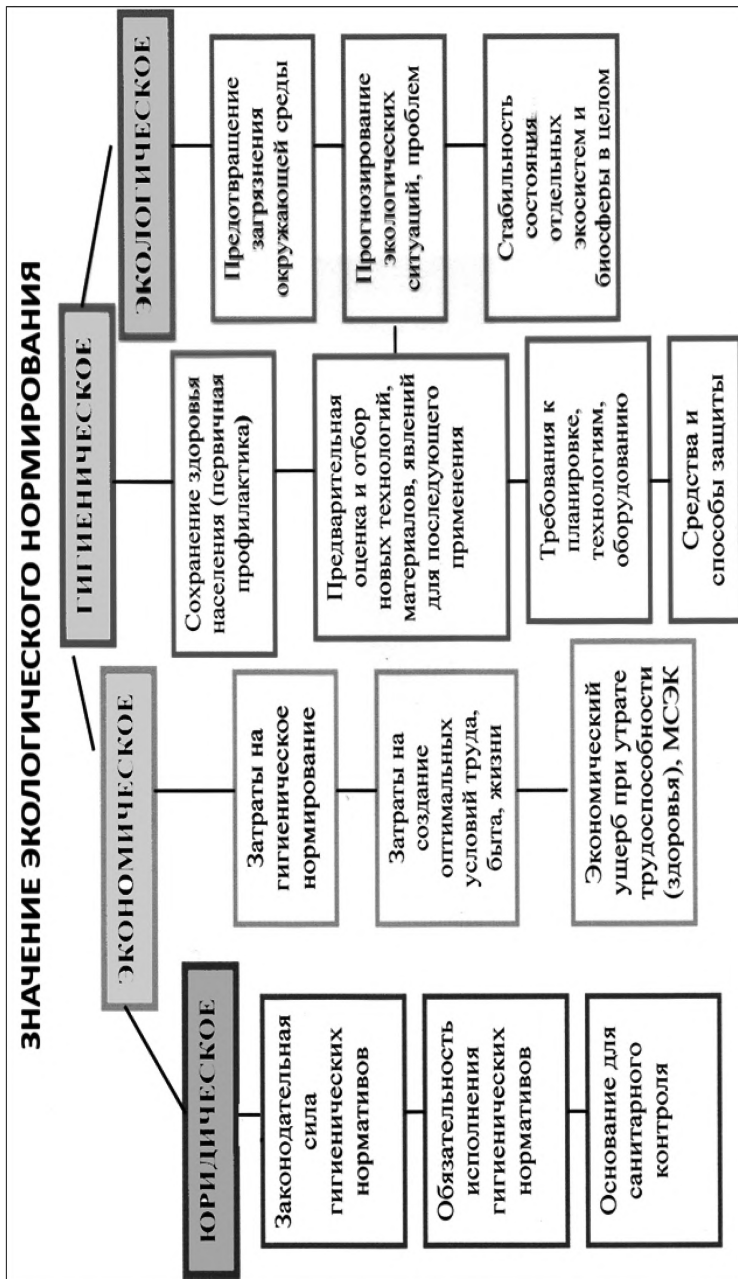 ЗНАЧЕНИЕ ЭКОЛОГИЧЕСКОГО НОРМИРОВАНИЯ
ЮРИДИЧЕСКОЕ
Законодательная
сила
гигиенических
нормативов
Обязательность
исполнения
гигиенических
нормативов
Основание для
санитарного
контроля
ЭКОНОМИЧЕСКОЕ
Затраты на
гигиеническое
нормирование
Затраты на
создание
оптимальных
условий труда,
быта, жизни
Экономический
ущерб при утрате
трудоспособности
(здоровья), МСЭК
ГИГИЕНИЧЕСКОЕ
Сохранение здоровья
населения (первичная
профилактика)
Предварительная
оценка и отбор
новых технологий,
материалов, явлений
для последующего
применения
Требования к
планировке,
технологиям,
оборудованию
Средства и
способы защиты
ЭКОЛОГИЧЕСКОЕ
Предотвращение
загрязнения
окружающей среды
Прогнозирование
экологических
ситуаций, проблем
Стабильность
состояния
отдельных
экосистем и
биосферы в целом